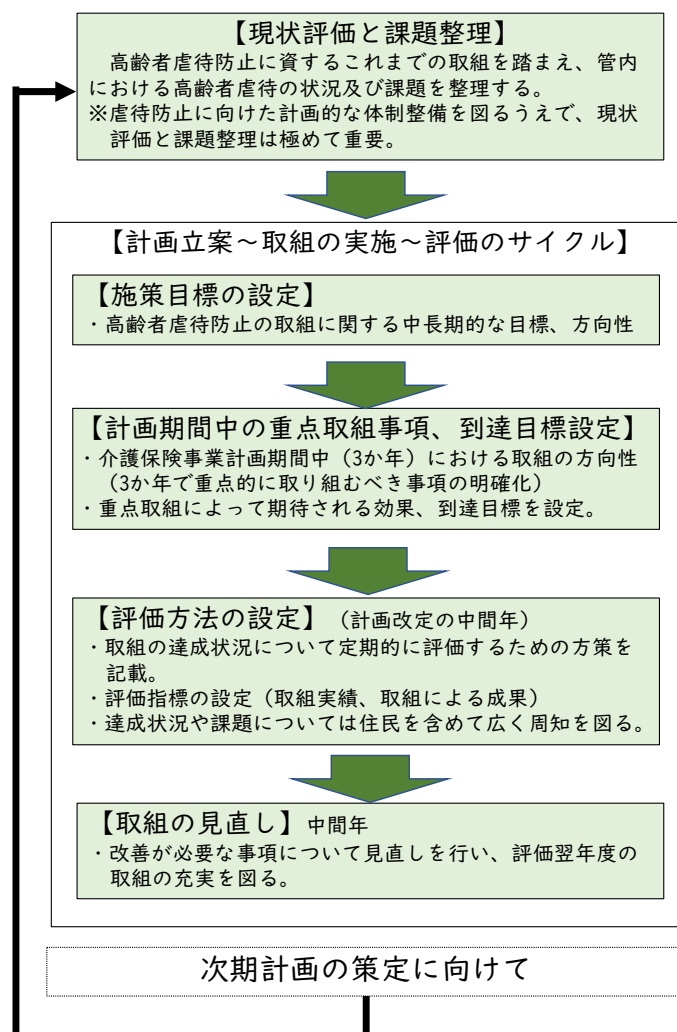 【現状評価と課題整理】
　高齢者虐待防止に資するこれまでの取組を踏まえ、管内
における高齢者虐待の状況及び課題を整理する。
※虐待防止に向けた計画的な体制整備を図るうえで、現状
評価と課題整理は極めて重要。
【計画立案～取組の実施～評価のサイクル】
【施策目標の設定】
・高齢者虐待防止の取組に関する中長期的な目標、方向性
【計画期間中の重点取組事項、到達目標設定】
・介護保険事業計画期間中（3か年）における取組の方向性
（3か年で重点的に取り組むべき事項の明確化）
・重点取組によって期待される効果、到達目標を設定。
【評価方法の設定】（計画改定の中間年）
・取組の達成状況について定期的に評価するための方策を
記載。
・評価指標の設定（取組実績、取組による成果）
・達成状況や課題については住民を含めて広く周知を図る。
【取組の見直し】中間年
・改善が必要な事項について見直しを行い、評価翌年度の
取組の充実を図る。
次期計画の策定に向けて